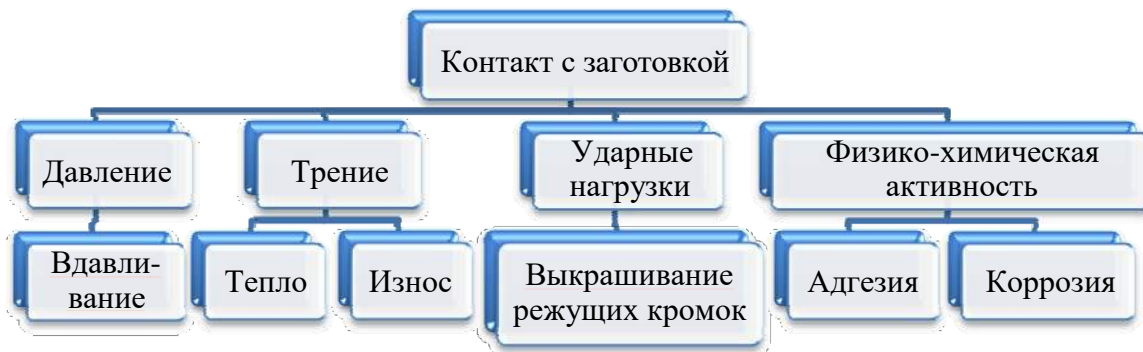 Контакт с заготовкой
Давление
Трение
Ударные
нагрузки
Физико-химическая
активность
Вдавли-
вание
Тепло
Износ
Выкрашивание
режущих кромок
Адгезия
Коррозия